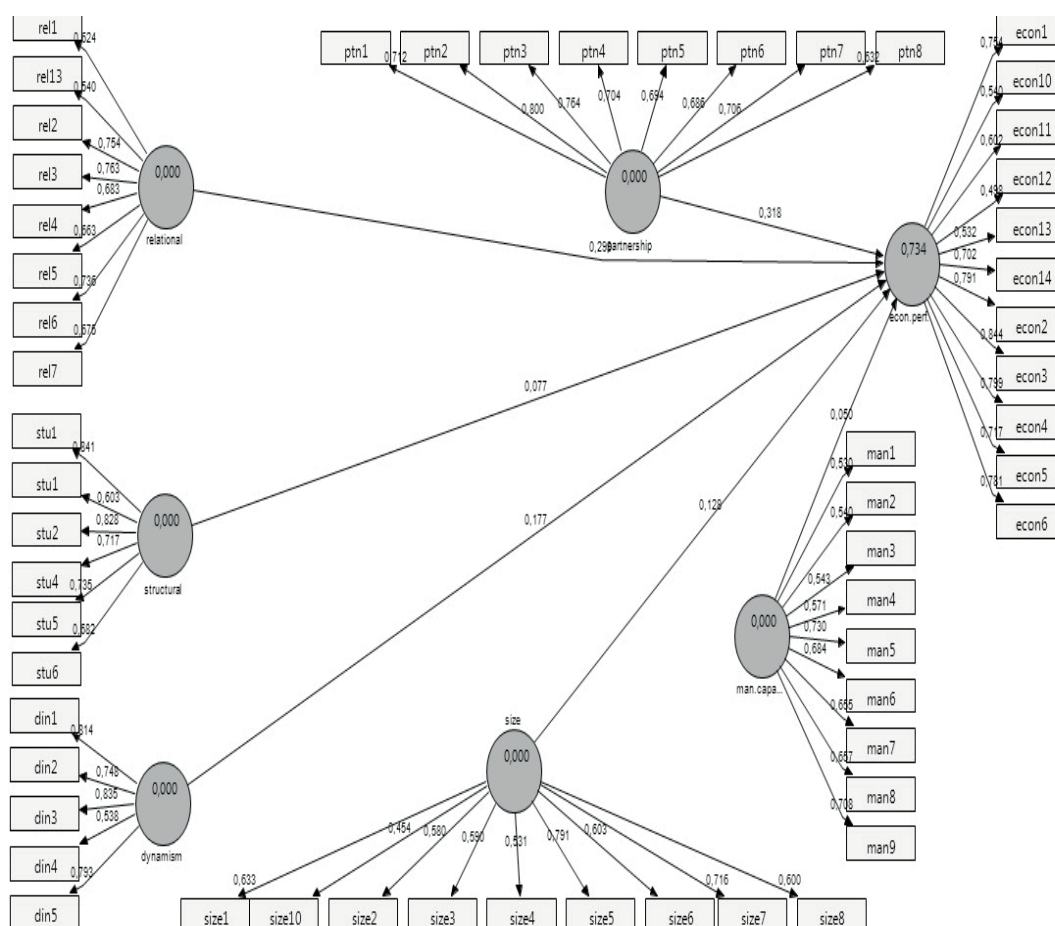 rel1
0,524
rel13
0,540
rel2
0,754
rel3
0,763
rel4
0,683
rel5
0,663
rel6
0,736
rel7
0,675
0,000
relational
ptn1
ptn2
ptn3
ptn4
ptn5
ptn6
ptn7
ptn8
0,712
0,800
0,764
0,704
0,694
0,686
0,706
0,632
0,000
partnership
0,318
0,077
0,177
0,128
0,050
0,734
econ.perf.
econ1
0,754
econ10
0,540
econ11
0,602
econ12
0,498
econ13
0,532
econ14
0,702
econ2
0,791
econ3
0,844
econ4
0,799
econ5
0,717
econ6
0,781
stu1
0,841
stu1
0,603
stu2
0,828
stu4
0,717
stu5
0,735
stu6
0,682
0,000
structural
man1
0,530
man2
0,540
man3
0,543
man4
0,571
man5
0,730
man6
0,684
man7
0,655
man8
0,657
man9
0,708
0,000
man.capa...
din1
0,814
din2
0,748
din3
0,835
din4
0,538
din5
0,793
0,000
dynamism
size
0,000
0,633
0,454
0,580
0,590
0,531
0,791
0,603
0,716
0,600
size1
size10
size2
size3
size4
size5
size6
size7
size8